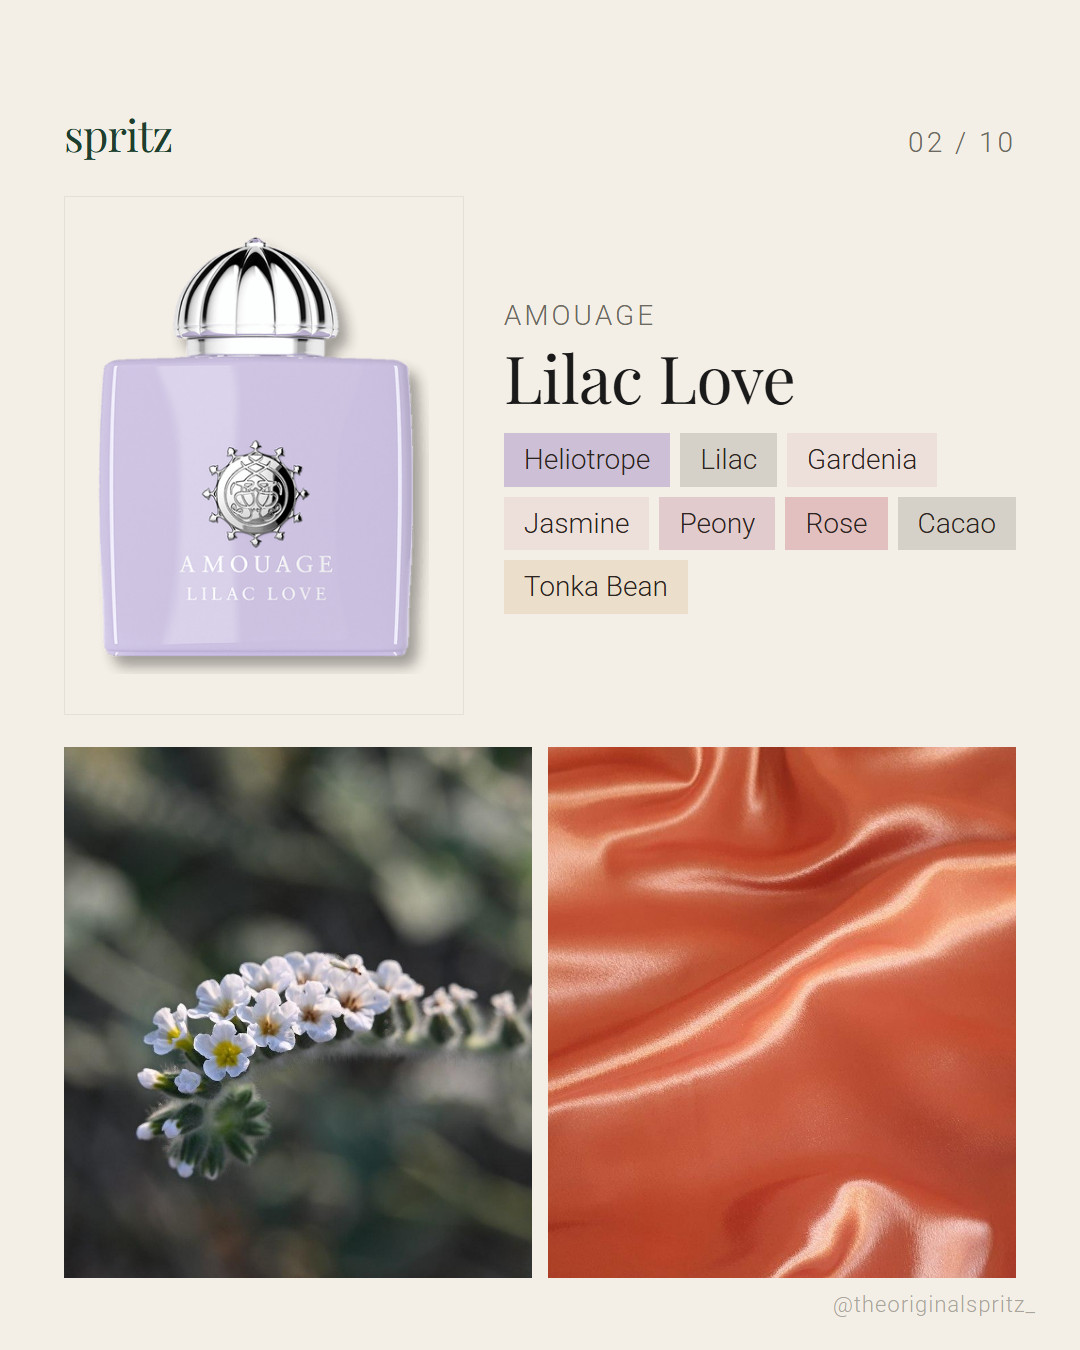 spritz
02 / 10
AMOUAGE
Lilac Love
Heliotrope
Lilac
Gardenia
Jasmine
Peony
Rose
Cacao
Tonka Bean
AMOUAGE
LILAC LOVE
@theoriginalspritz_